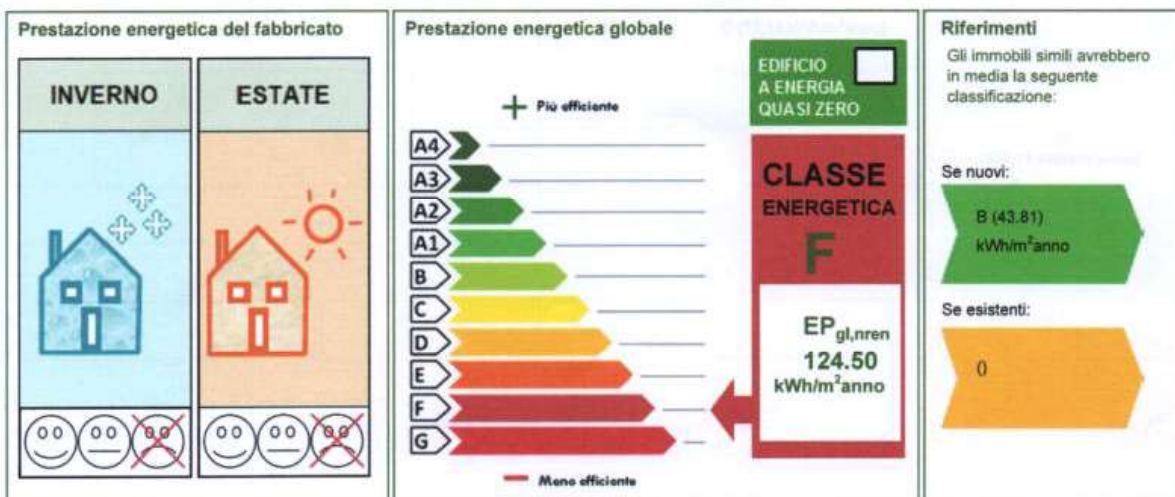 Prestazione energetica del fabbricato
INVERNO
ESTATE
Prestazione energetica globale
Più efficiente
A4
A3
A2
A1
B
C
D
E
F
G
Meno efficiente
EDIFICIO
A ENERGIA
QUASI ZERO
CLASSE
ENERGETICA
F
EPgl,nren
124.50
kWh/m²anno
Riferimenti
Gli immobili simili avrebbero
in media la seguente
classificazione:
Se nuovi:
B (43.81)
kWh/m²anno
Se esistenti:
()